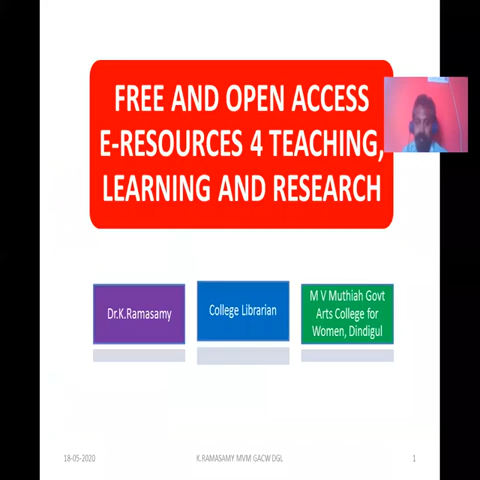 FREE AND OPEN ACCESS
E-RESOURCES 4 TEACHING,
LEARNING AND RESEARCH
Dr.K.Ramasamy
College Librarian
M V Muthiah Govt
Arts College for
Women, Dindigul
18-05-2020
K.RAMASAMY MVM GACW DGL
1